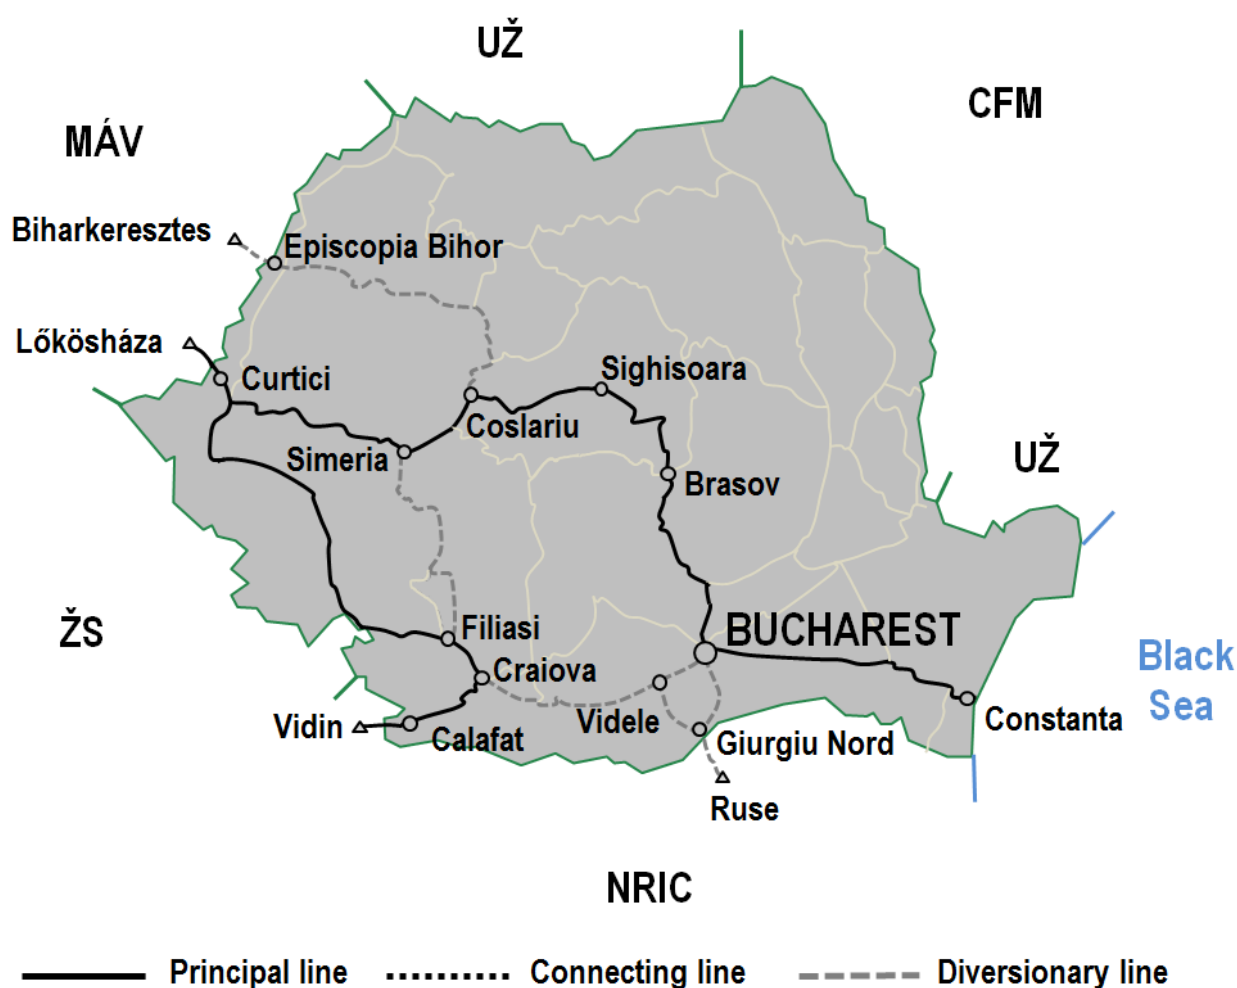 UŽ
CFM
MÁV
Biharkeresztes
Episcopia Bihor
Lőkösháza
Curtici
Sighisoara
Coslariu
Simeria
Brasov
UŽ
ŽS
Filiasi
BUCHAREST
Craiova
Black
Sea
Vidin
Calafat
Videle
Giurgiu Nord
Constanta
Ruse
NRIC
Principal line
Connecting line
Diversionary line